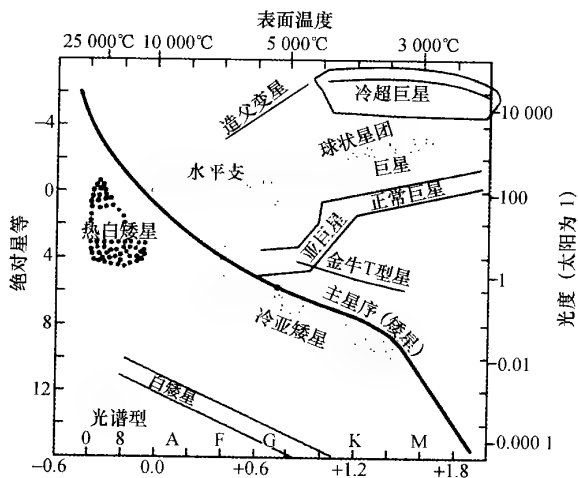 表面温度
25 000℃ 10 000℃ 5 000℃ 3 000℃
冷超巨星
造父变星
10 000
-4
球状星团
水平支
巨星
0
正常巨星
100
热白矮星
亚巨星
绝对星等
4
金牛T型星
1
光度(太阳为1)
主星序(矮星)
8
冷亚矮星
0.01
12
白矮星
光谱型
0 8 A F G K M
0.000 1
-0.6 0.0 +0.6 +1.2 +1.8